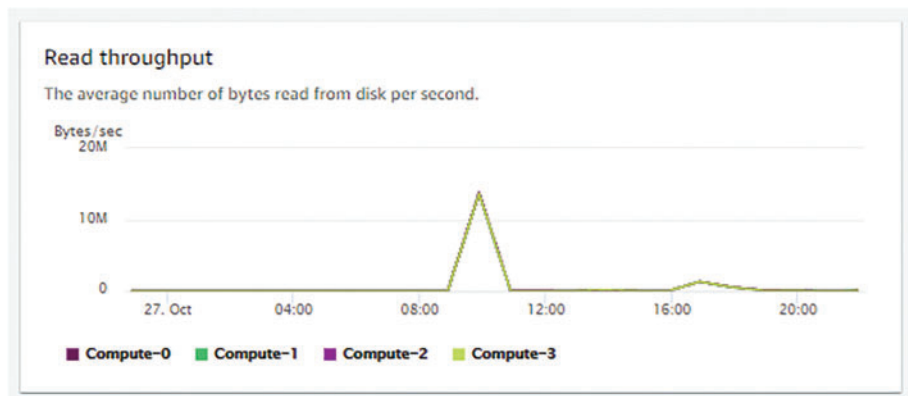 Read throughput
The average number of bytes read from disk per second.
Bytes/sec
20M
10M
0
27. Oct 04:00 08:00 12:00 16:00 20:00
Compute-0 Compute-1 Compute-2 Compute-3